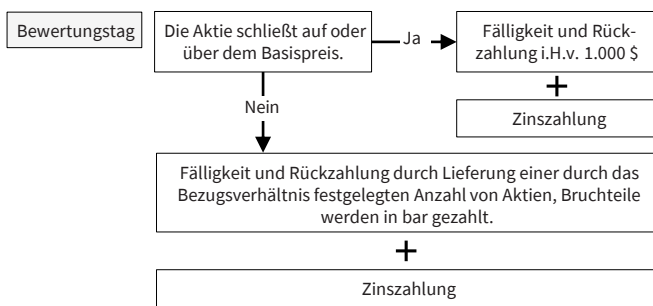 Bewertungstag
Die Aktie schließt auf oder
über dem Basispreis.
Ja
Fälligkeit und Rück-
zahlung i.H.v. 1.000 $
+
Zinszahlung
Nein
Fälligkeit und Rückzahlung durch Lieferung einer durch das
Bezugsverhältnis festgelegten Anzahl von Aktien, Bruchteile
werden in bar gezahlt.
+
Zinszahlung